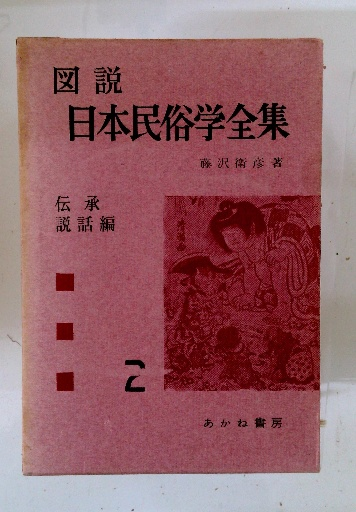 図説
日本民俗学全集
藤沢衛彦著
伝承
説話編
2
あかね書房